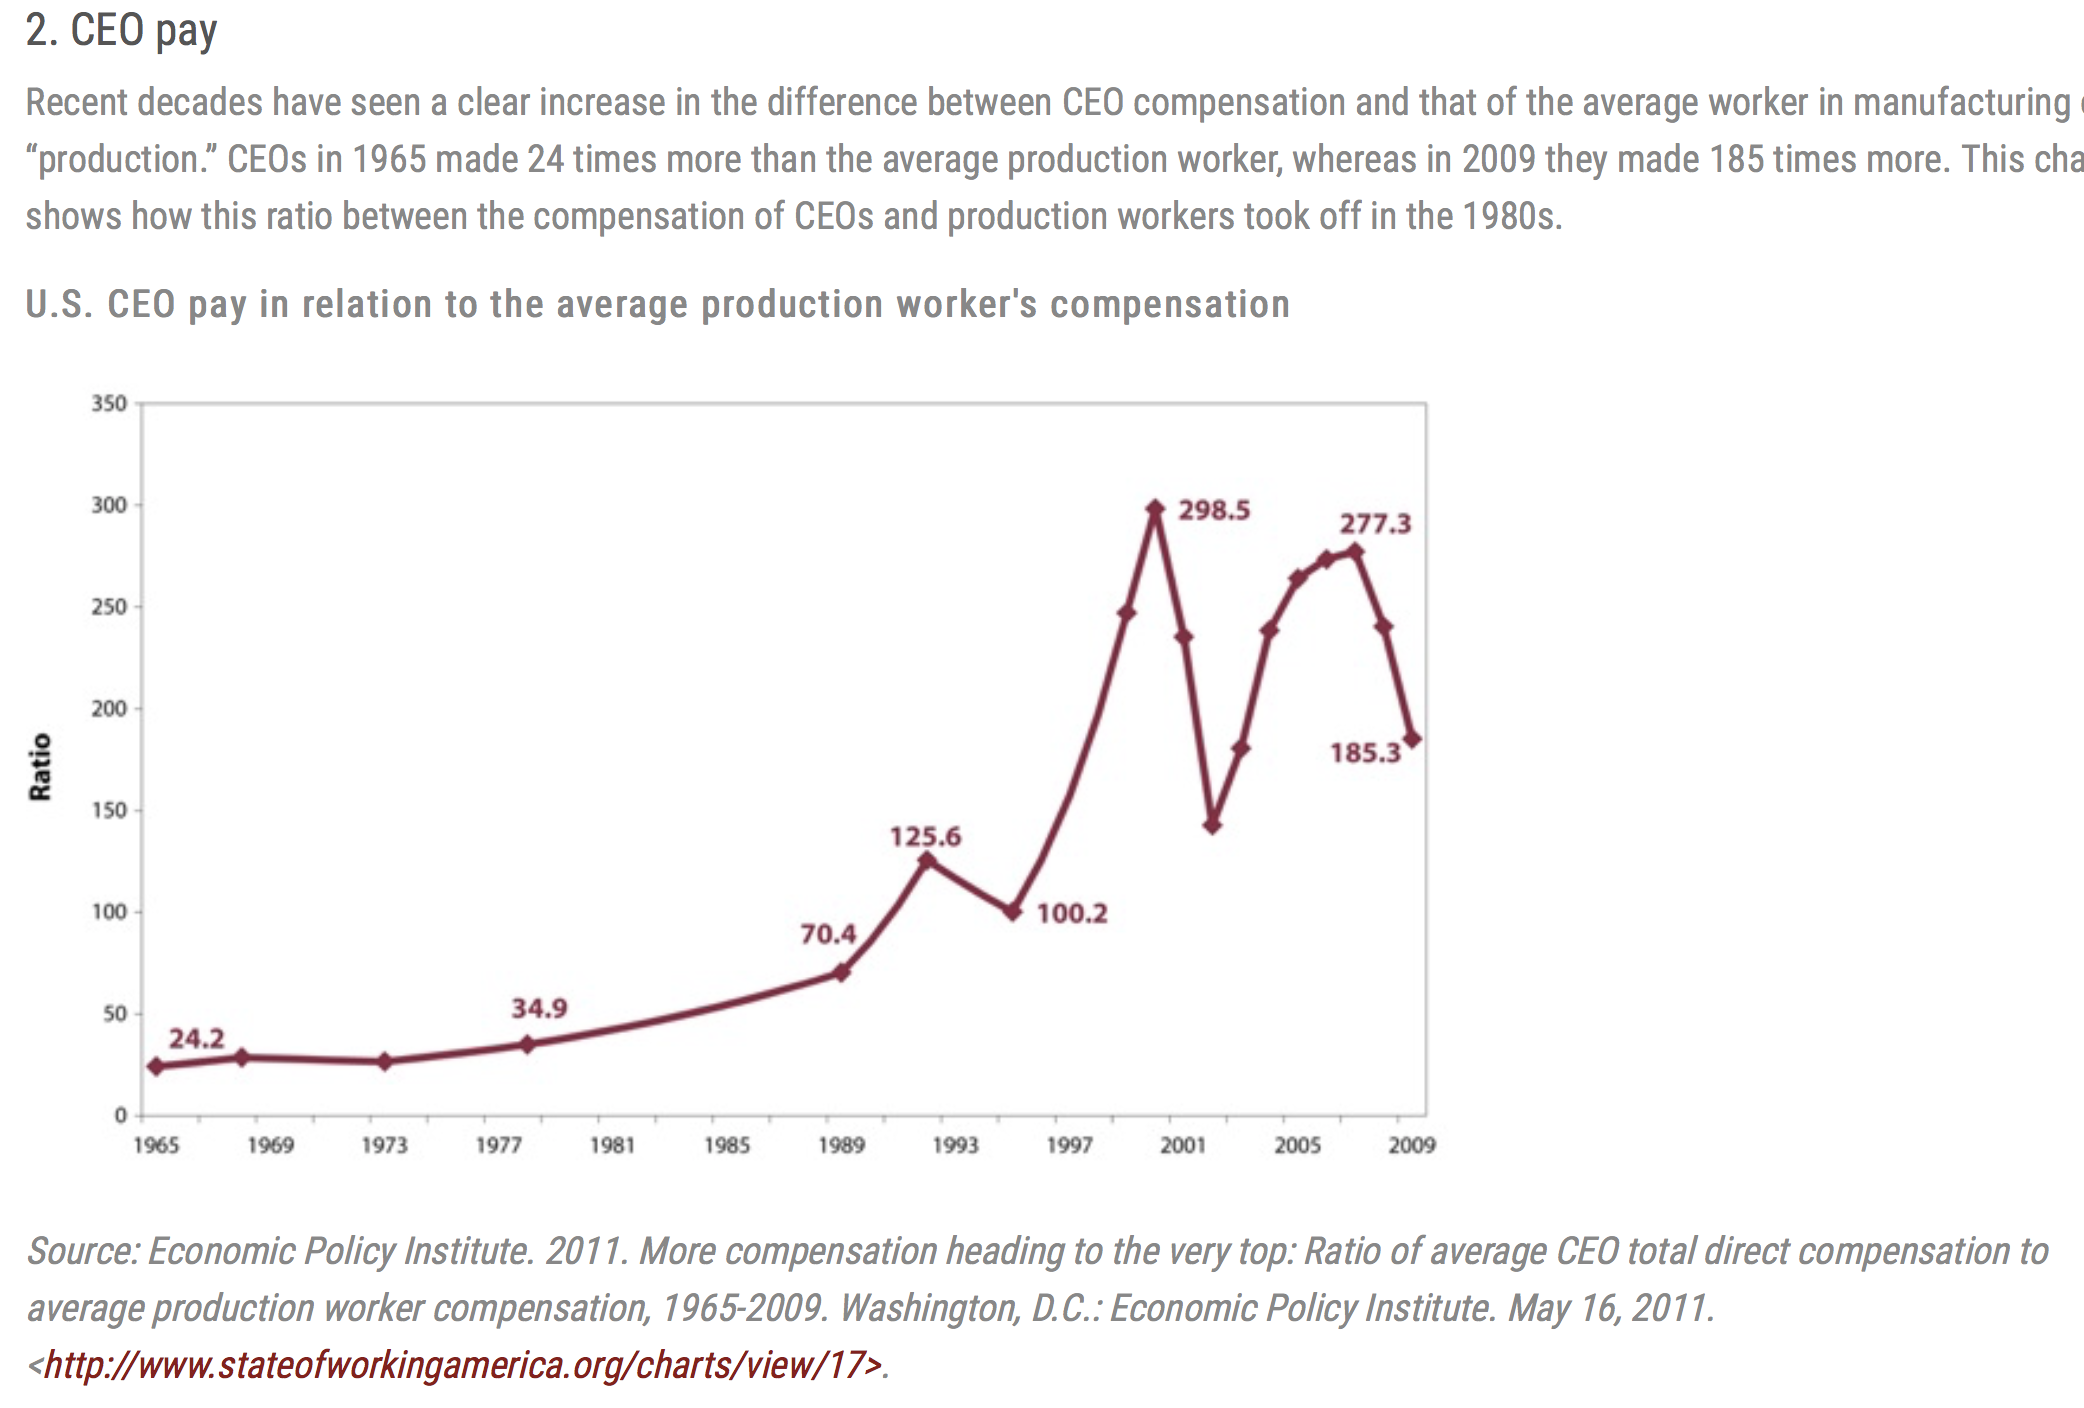 2. CEO pay
Recent decades have seen a clear increase in the difference between CEO compensation and that of the average worker in manufacturing
“production.” CEOs in 1965 made 24 times more than the average production worker, whereas in 2009 they made 185 times more. This cha
shows how this ratio between the compensation of CEOs and production workers took off in the 1980s.
U.S. CEO pay in relation to the average production worker's compensation
350
300
298.5
277.3
250
200
Ratio
185.3
150
125.6
100
100.2
70.4
50
34.9
24.2
0
1965 1969 1973 1977 1981 1985 1989 1993 1997 2001 2005 2009
Source: Economic Policy Institute. 2011. More compensation heading to the very top: Ratio of average CEO total direct compensation to
average production worker compensation, 1965-2009. Washington, D.C.: Economic Policy Institute. May 16, 2011.
<http://www.stateofworkingamerica.org/charts/view/17>.